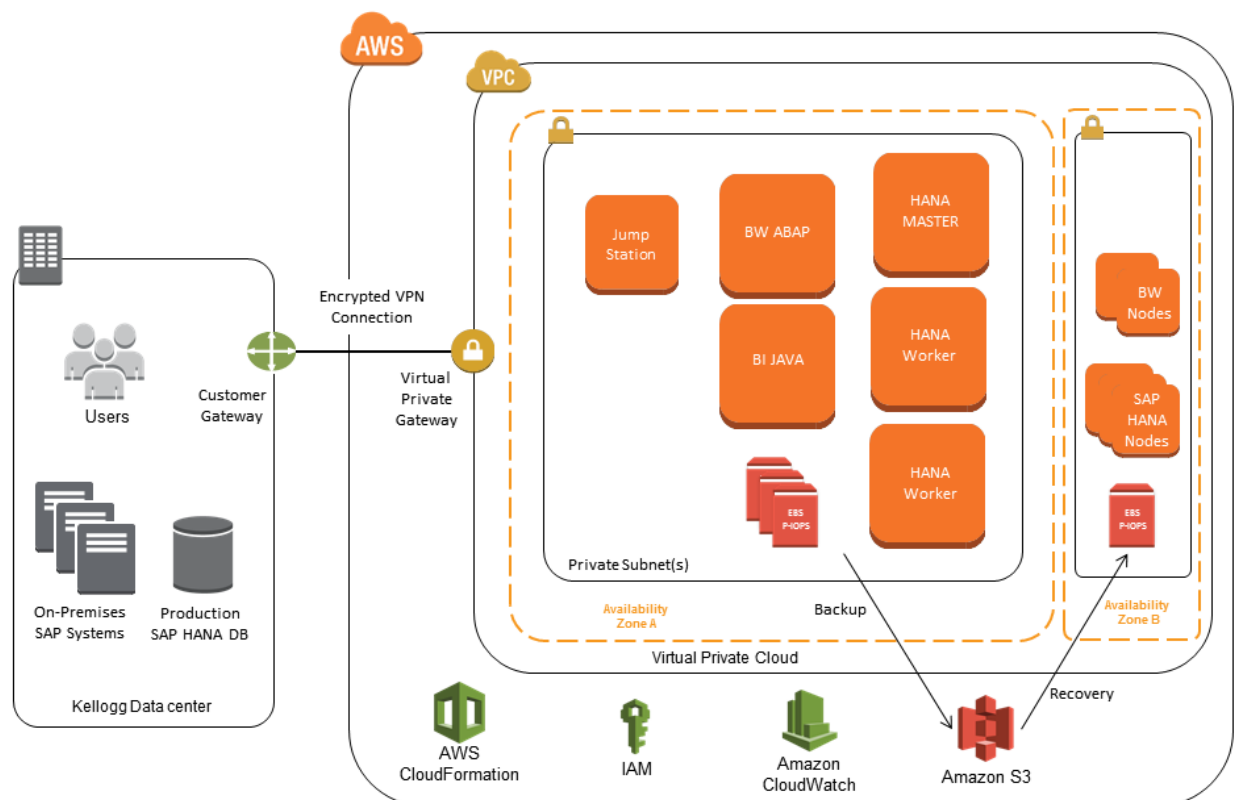 AWS
VPC
Jump
Station
BW ABAP
HANA
MASTER
BI JAVA
HANA
Worker
HANA
Worker
EBS
P-IOPS
Private Subnet(s)
Availability
Zone A
BW
Nodes
SAP
HANA
Nodes
EBS
P-IOPS
Availability
Zone B
Virtual Private Cloud
Encrypted VPN
Connection
Customer
Gateway
Virtual
Private
Gateway
Users
On-Premises
SAP Systems
Production
SAP HANA DB
Kellogg Data center
Backup
Recovery
AWS
CloudFormation
IAM
Amazon
CloudWatch
Amazon S3